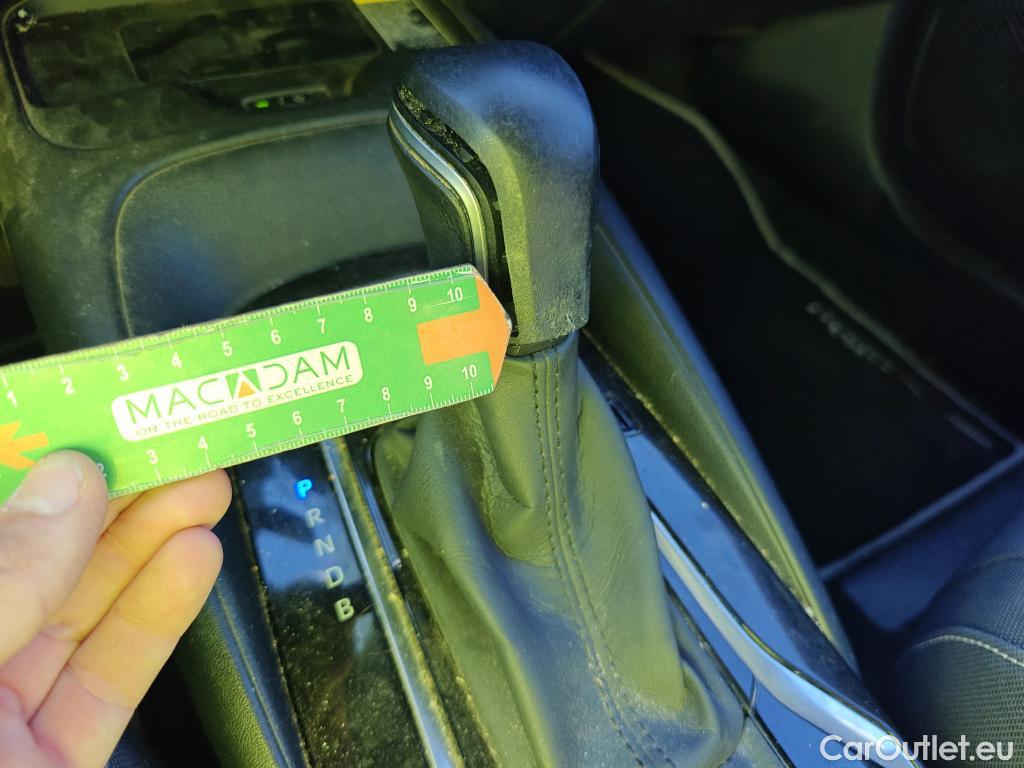 1 2 3 4 5 6 7 8 9 10
MACADAM
ON THE ROAD TO EXCELLENCE
2 3 4 5 6 7 8 9 10
P
R
N
D
B
CarOutlet.eu